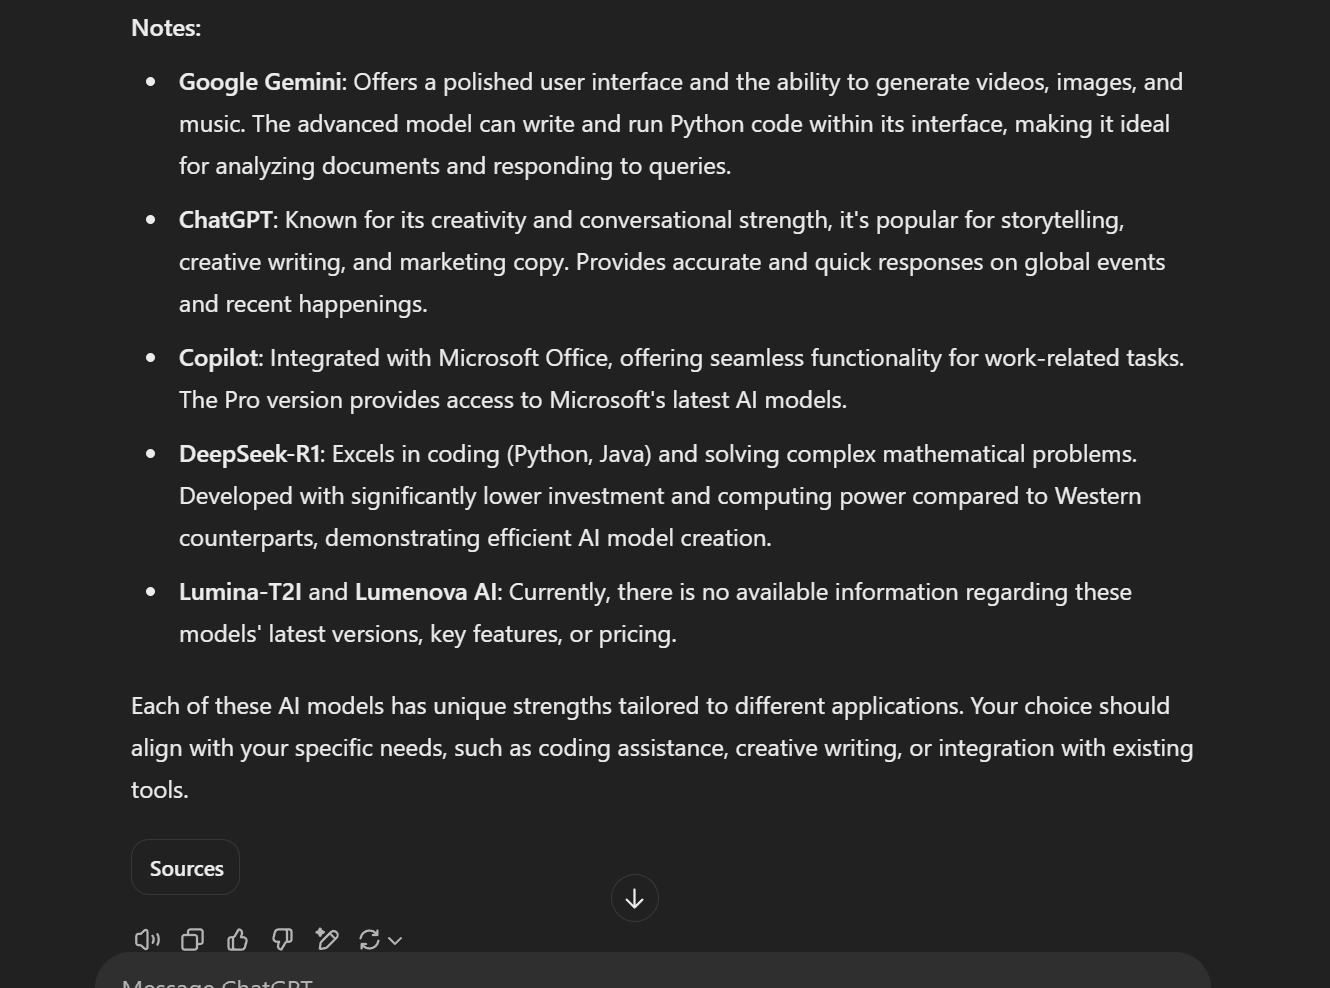 Notes:
Google Gemini: Offers a polished user interface and the ability to generate videos, images, and
music. The advanced model can write and run Python code within its interface, making it ideal
for analyzing documents and responding to queries.
ChatGPT: Known for its creativity and conversational strength, it's popular for storytelling,
creative writing, and marketing copy. Provides accurate and quick responses on global events
and recent happenings.
Copilot: Integrated with Microsoft Office, offering seamless functionality for work-related tasks.
The Pro version provides access to Microsoft's latest AI models.
DeepSeek-R1: Excels in coding (Python, Java) and solving complex mathematical problems.
Developed with significantly lower investment and computing power compared to Western
counterparts, demonstrating efficient AI model creation.
Lumina-T2I and Lumenova AI: Currently, there is no available information regarding these
models' latest versions, key features, or pricing.
Each of these AI models has unique strengths tailored to different applications. Your choice should
align with your specific needs, such as coding assistance, creative writing, or integration with existing
tools.
Sources
Message ChatGPT